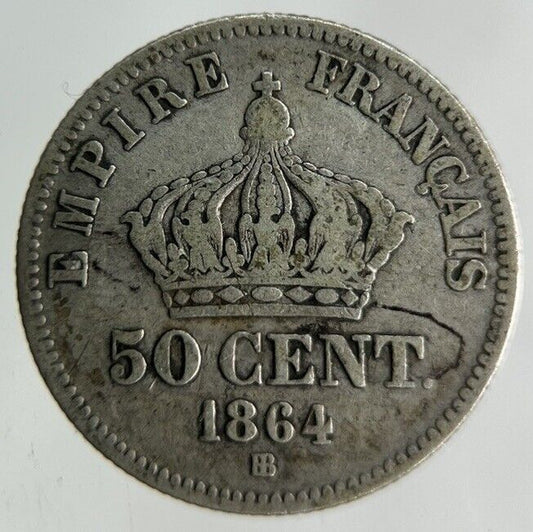 EMPIRE FRANÇAIS
50 CENT.
1864
BB